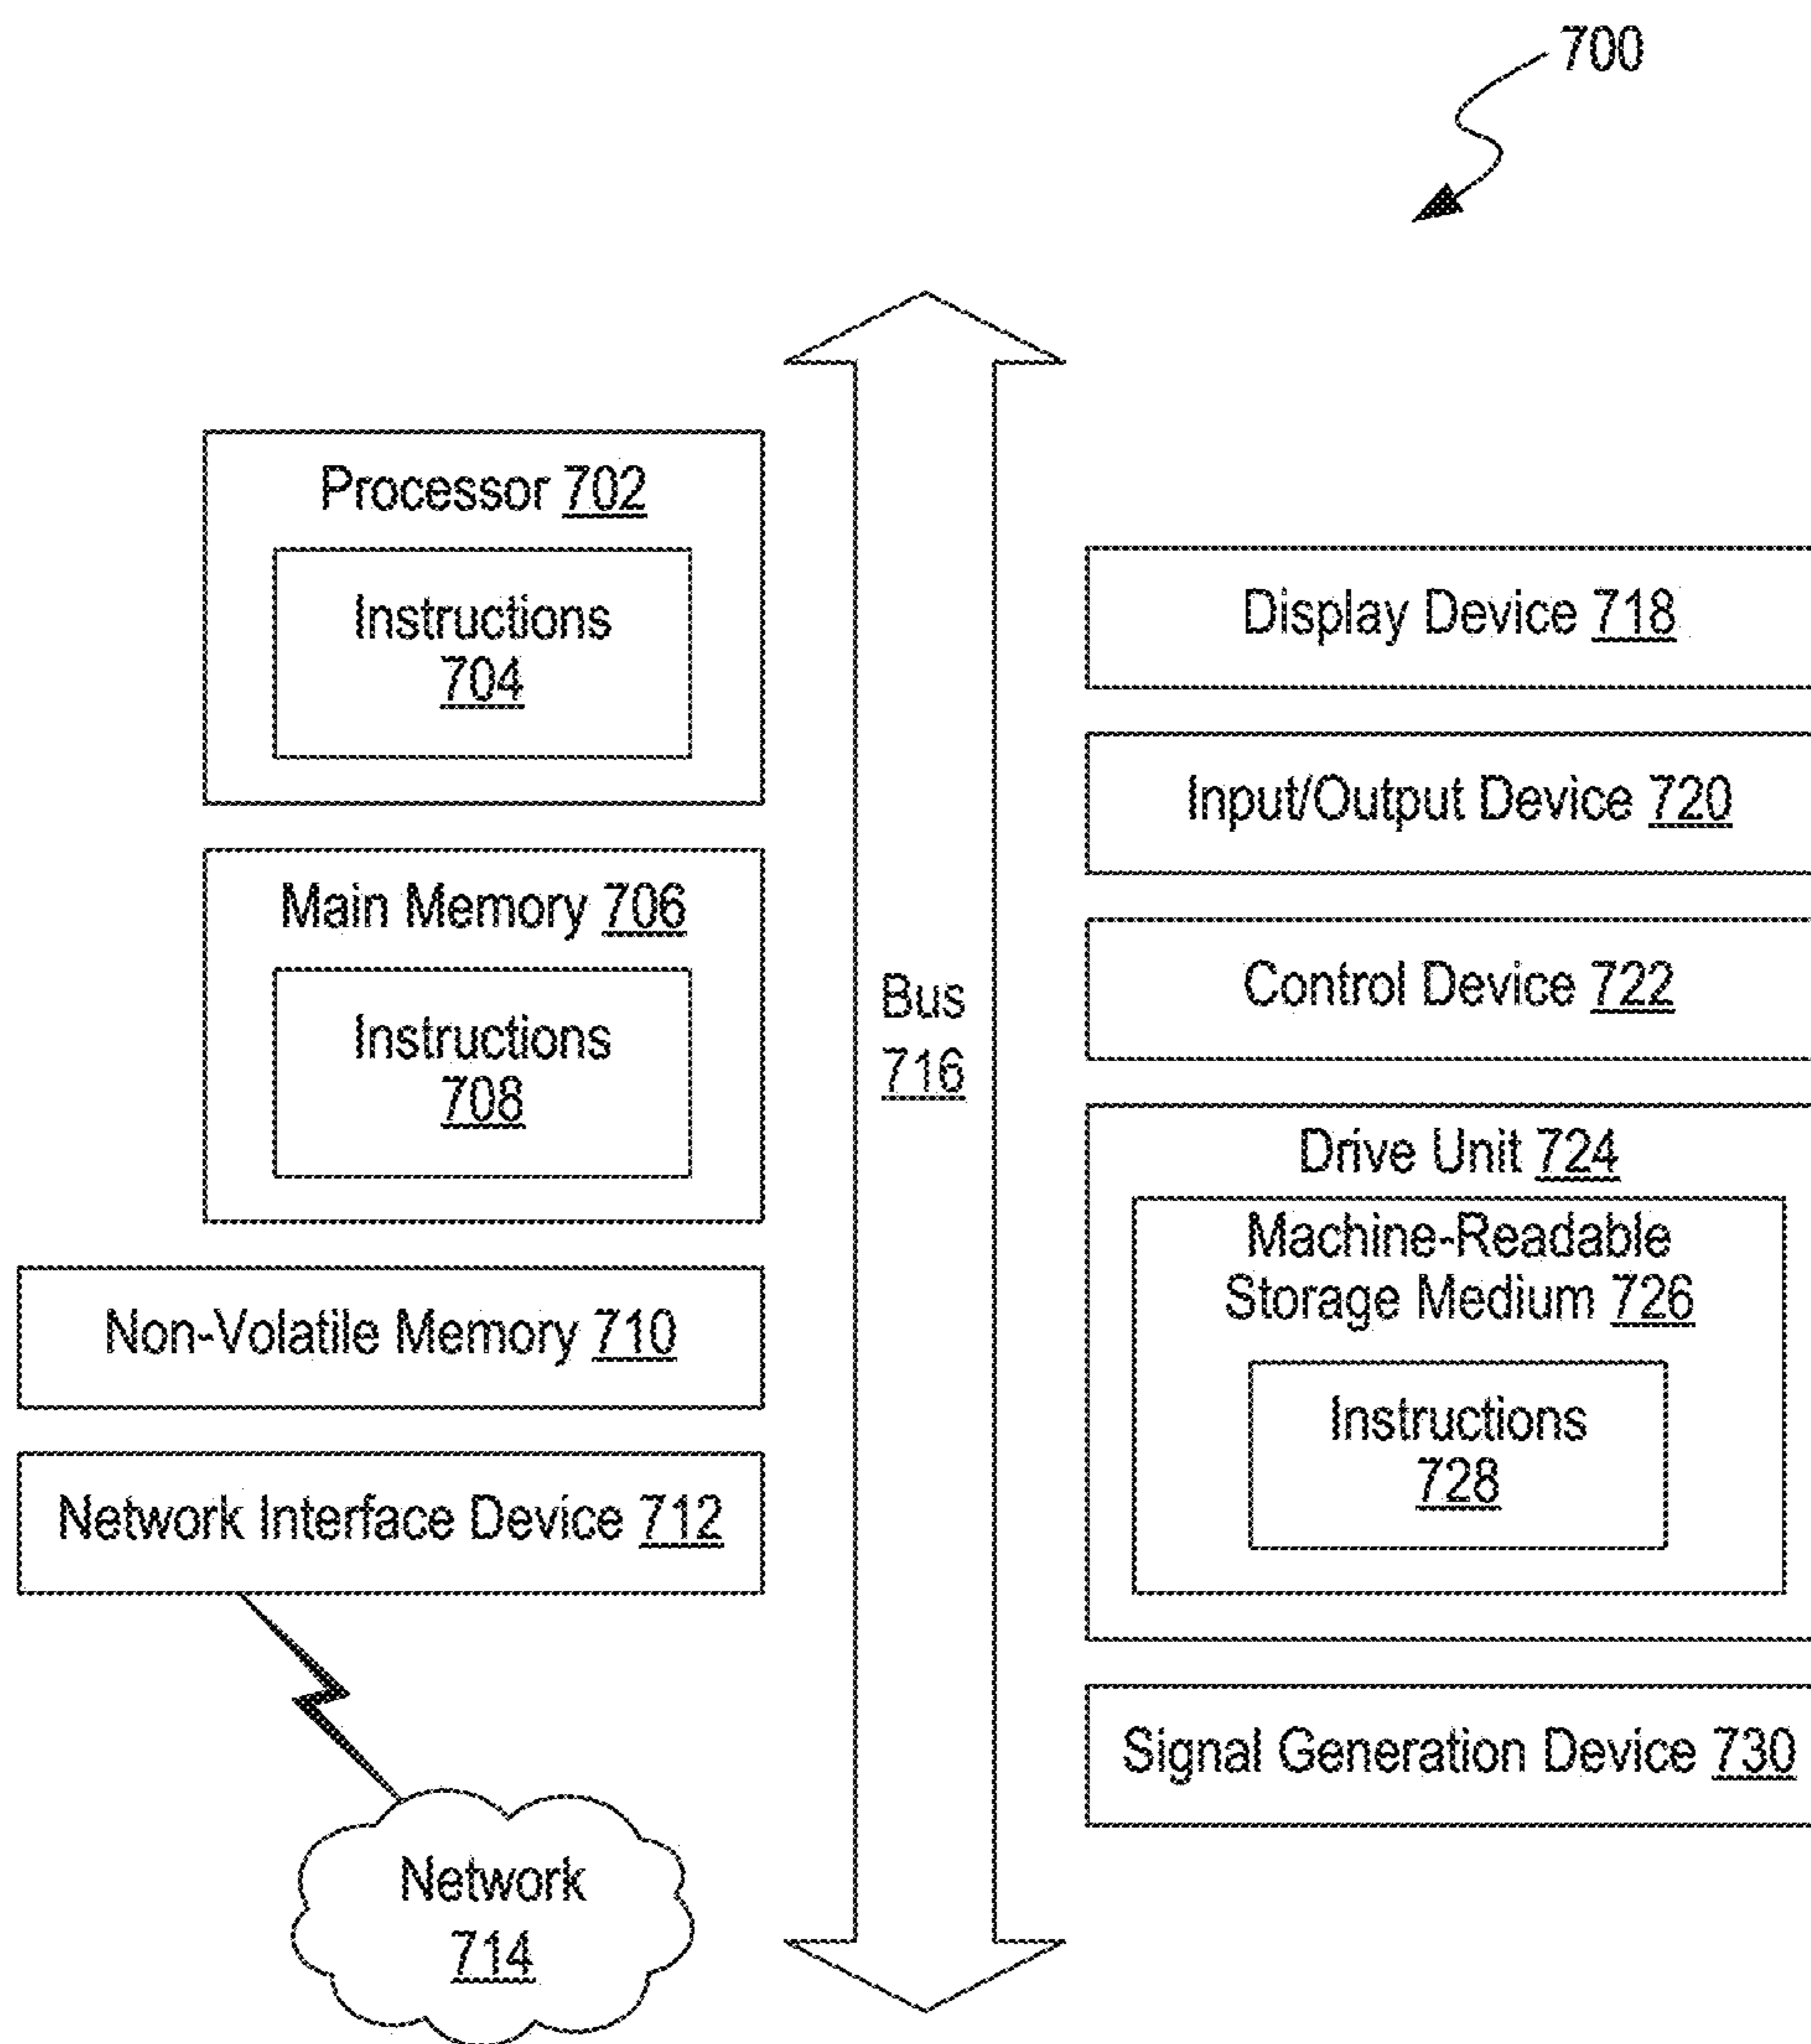 700
Processor 702
Instructions
704
Main Memory 706
Instructions
708
Non-Volatile Memory 710
Network Interface Device 712
Network
714
Bus
716
Display Device 718
Input/Output Device 720
Control Device 722
Drive Unit 724
Machine-Readable
Storage Medium 726
Instructions
728
Signal Generation Device 730